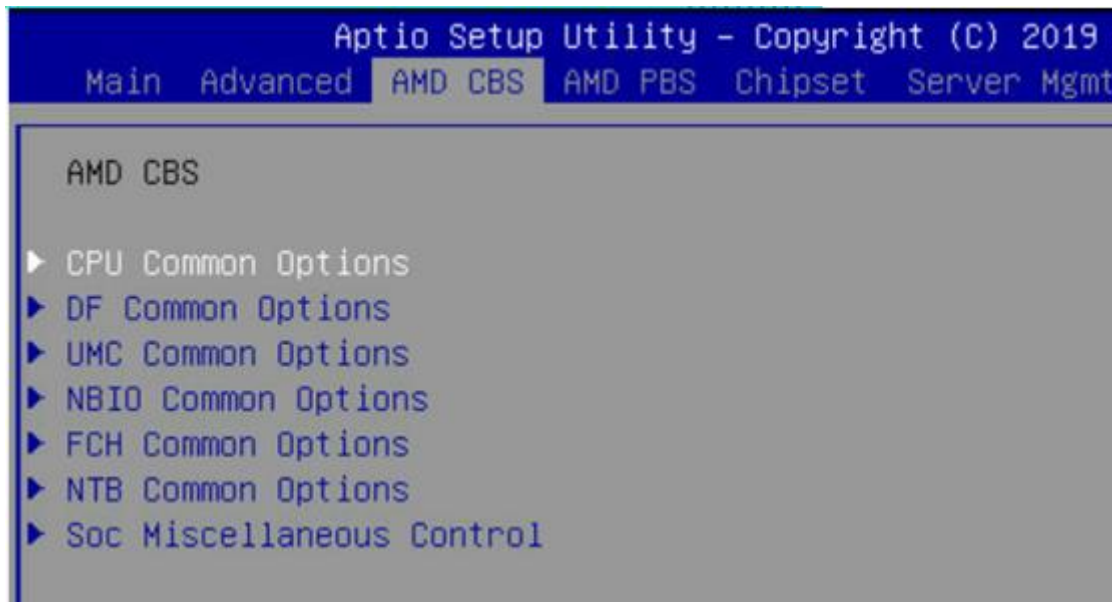 Aptio Setup Utility – Copyright (C) 2019
Main Advanced AMD CBS AMD PBS Chipset Server Mgmt
AMD CBS
CPU Common Options
DF Common Options
UMC Common Options
NBIO Common Options
FCH Common Options
NTB Common Options
Soc Miscellaneous Control